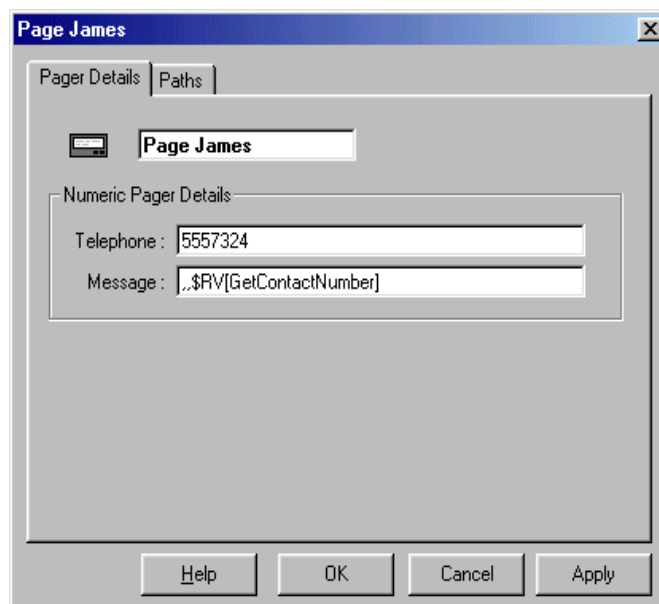 Page James
Pager Details Paths
Page James
Numeric Pager Details
Telephone : 5557324
Message : ,,$RV[GetContactNumber]
Help OK Cancel Apply